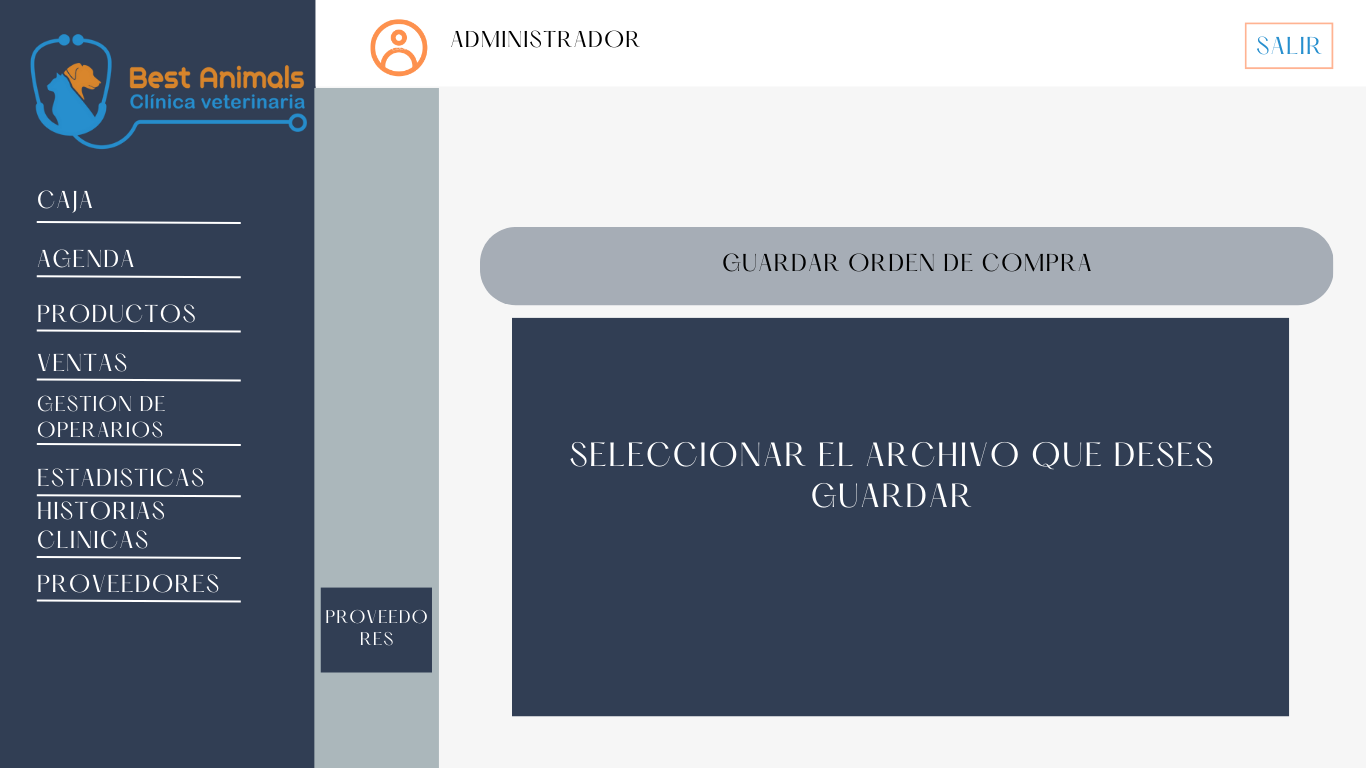 Best Animals
Clínica veterinaria
ADMINISTRADOR
SALIR
CAJA
AGENDA
PRODUCTOS
VENTAS
GESTION DE
OPERARIOS
ESTADISTICAS
HISTORIAS
CLINICAS
PROVEEDORES
PROVEEDO
RES
GUARDAR ORDEN DE COMPRA
SELECCIONAR EL ARCHIVO QUE DESES
GUARDAR